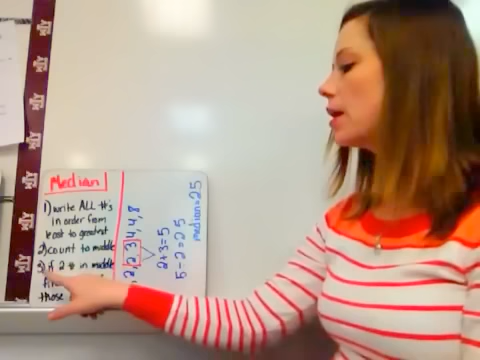 Median
1) write ALL #'s
in order from
least to greatest
2) count to middle
3) if 2 # in middle
those
2, 2, 3, 4, 4, 8
2+3=5
5÷2=2.5
median=2.5